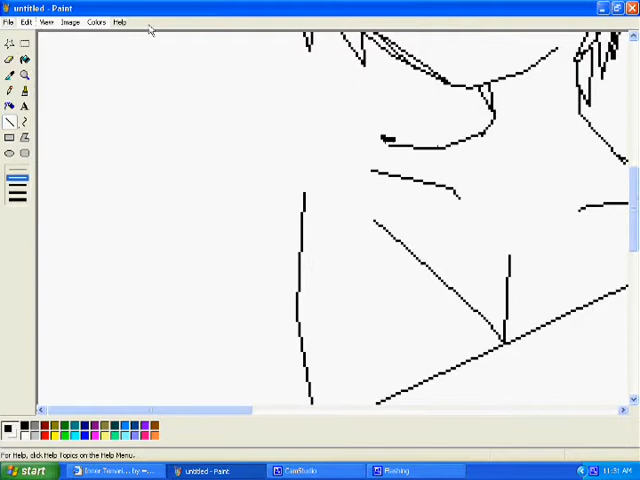 untitled - Paint
File Edit View Image Colors Help
A
For Help, click Help Topics on the Help Menu.
start
untitled - Paint
CamStudio
Flashing
11:31 AM